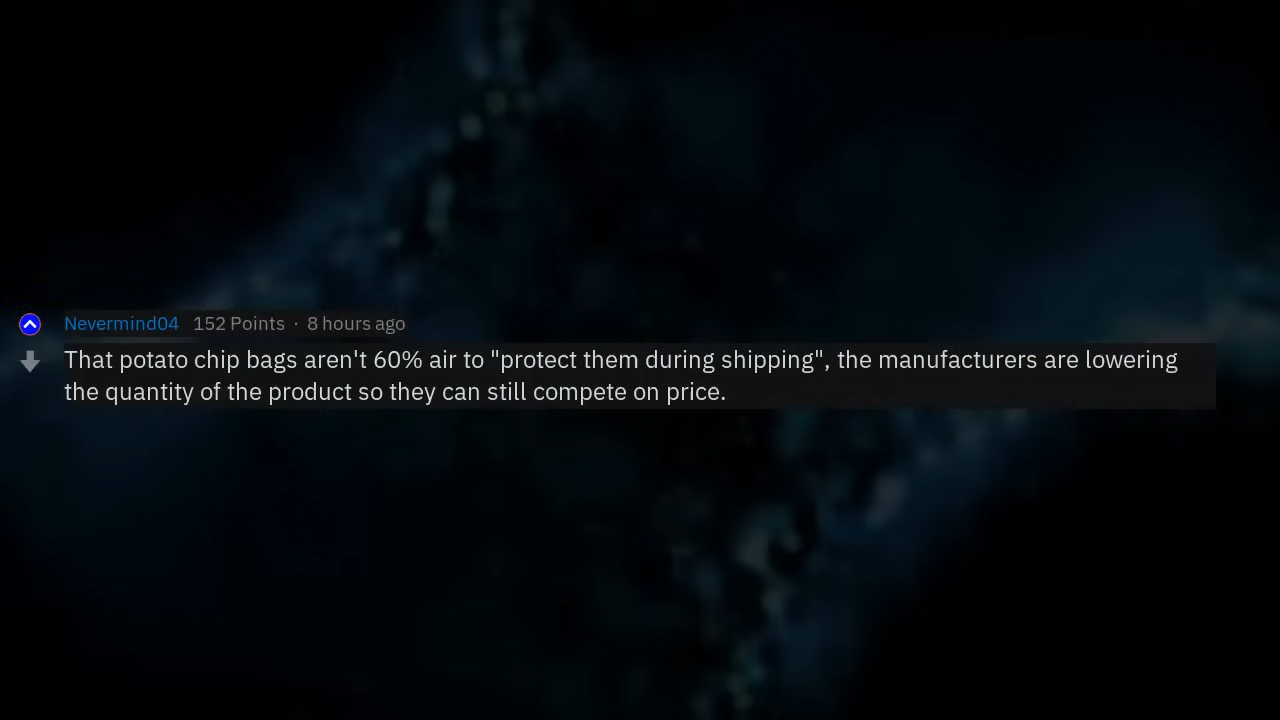 Nevermind04 152 Points · 8 hours ago
That potato chip bags aren't 60% air to "protect them during shipping", the manufacturers are lowering
the quantity of the product so they can still compete on price.